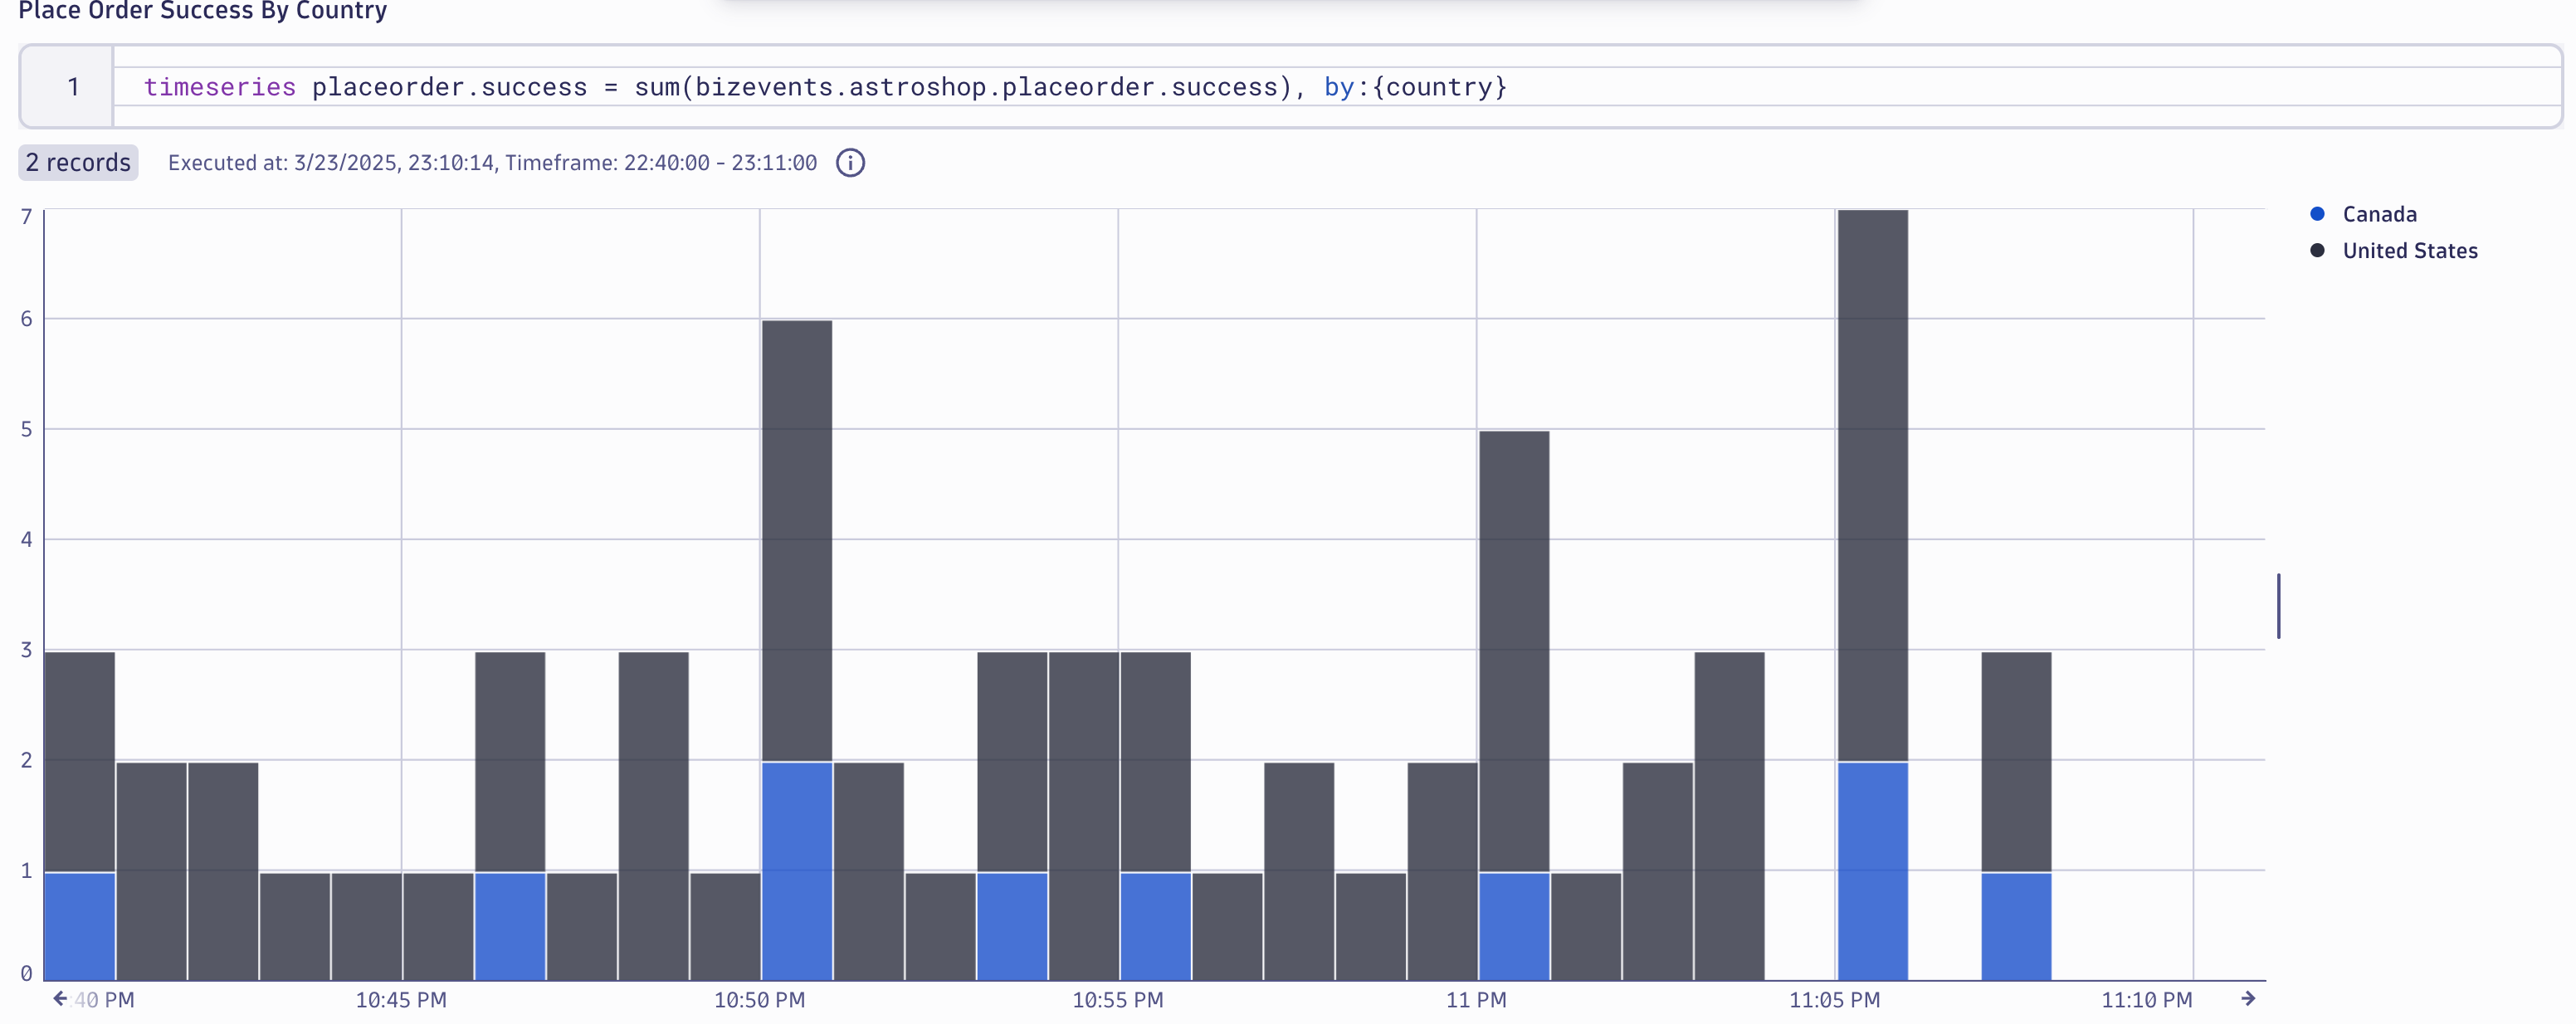 Place Order Success By Country
1 timeseries placeorder.success = sum(bizevents.astroshop.placeorder.success), by:{country}
2 records Executed at: 3/23/2025, 23:10:14, Timeframe: 22:40:00 - 23:11:00
7
6
5
4
3
2
1
0
Canada
United States
:40 PM 10:45 PM 10:50 PM 10:55 PM 11 PM 11:05 PM 11:10 PM